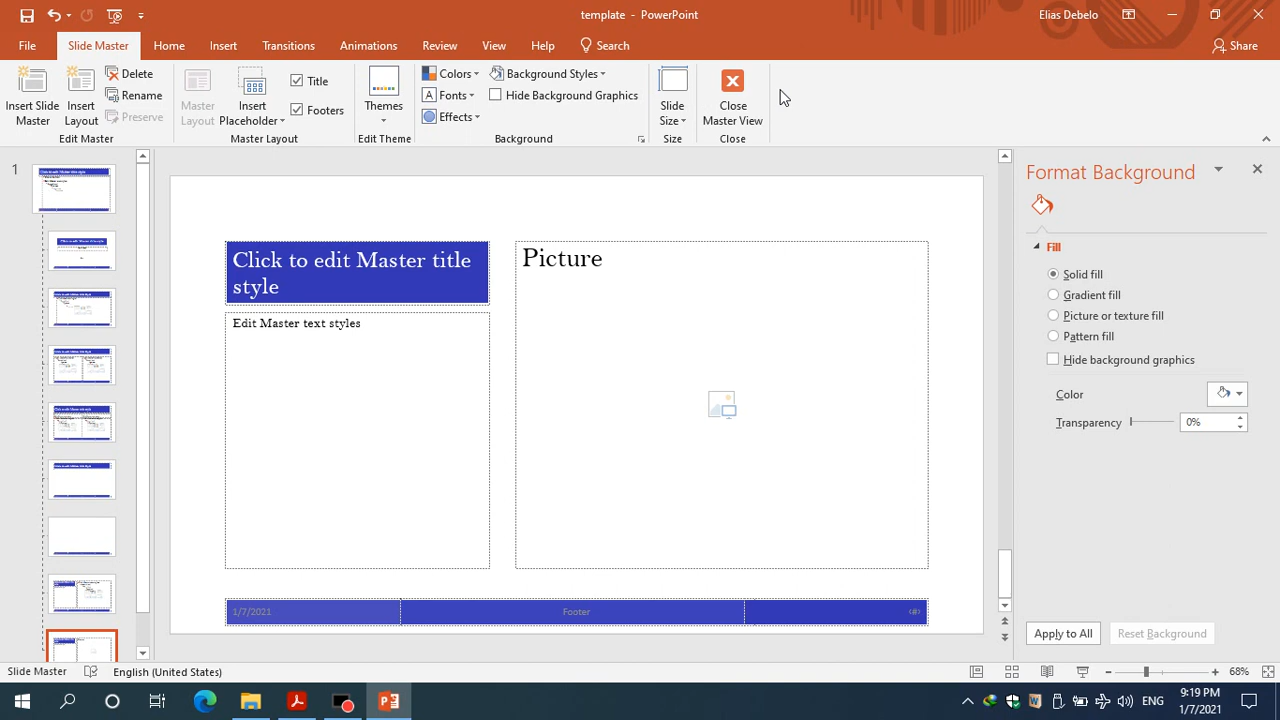 template - PowerPoint
Elias Debelo
File
Slide Master
Home
Insert
Transitions
Animations
Review
View
Help
Search
Share
Insert Slide Master
Insert Layout
Delete
Rename
Preserve
Edit Master
Master Layout
Insert Placeholder
Title
Footers
Master Layout
Themes
Edit Theme
Colors
Fonts
Effects
Background Styles
Hide Background Graphics
Background
Slide Size
Size
Close Master View
Close
1
Click to edit Master title
style
Edit Master text styles
Picture
1/7/2021
Footer
‹#›
Format Background
Fill
Solid fill
Gradient fill
Picture or texture fill
Pattern fill
Hide background graphics
Color
Transparency
0%
Apply to All
Reset Background
Slide Master
English (United States)
68%
ENG
9:19 PM
1/7/2021